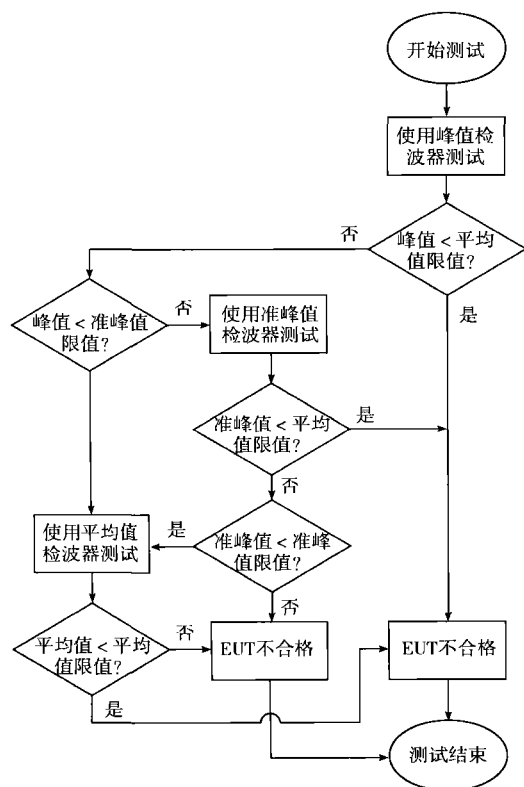 开始测试
使用峰值检
波器测试
峰值<平均
值限值?
否
是
峰值<准峰值
限值?
否
使用准峰值
检波器测试
准峰值<平均
值限值?
是
否
使用平均值
检波器测试
是
准峰值<准峰
值限值?
否
平均值<平均
值限值?
否
是
EUT不合格
EUT不合格
测试结束